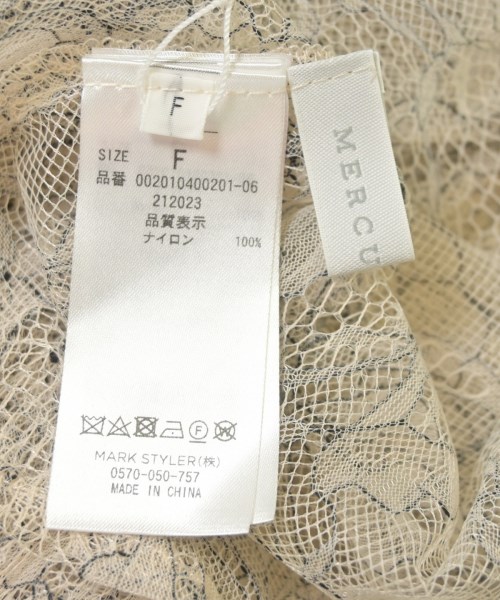 F
SIZE F
品番 002010400201-06
212023
品質表示
ナイロン 100%
F
MARK STYLER(株)
0570-050-757
MADE IN CHINA
MERCU